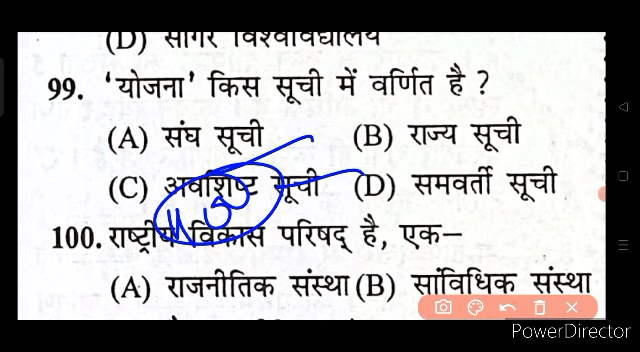 (D) सागर विश्वविद्यालय
99. 'योजना' किस सूची में वर्णित है ?
(A) संघ सूची (B) राज्य सूची
(C) अवशिष्ट सूची (D) समवर्ती सूची
100. राष्ट्रीय विकास परिषद् है, एक–
(A) राजनीतिक संस्था (B) सांविधिक संस्था
PowerDirector